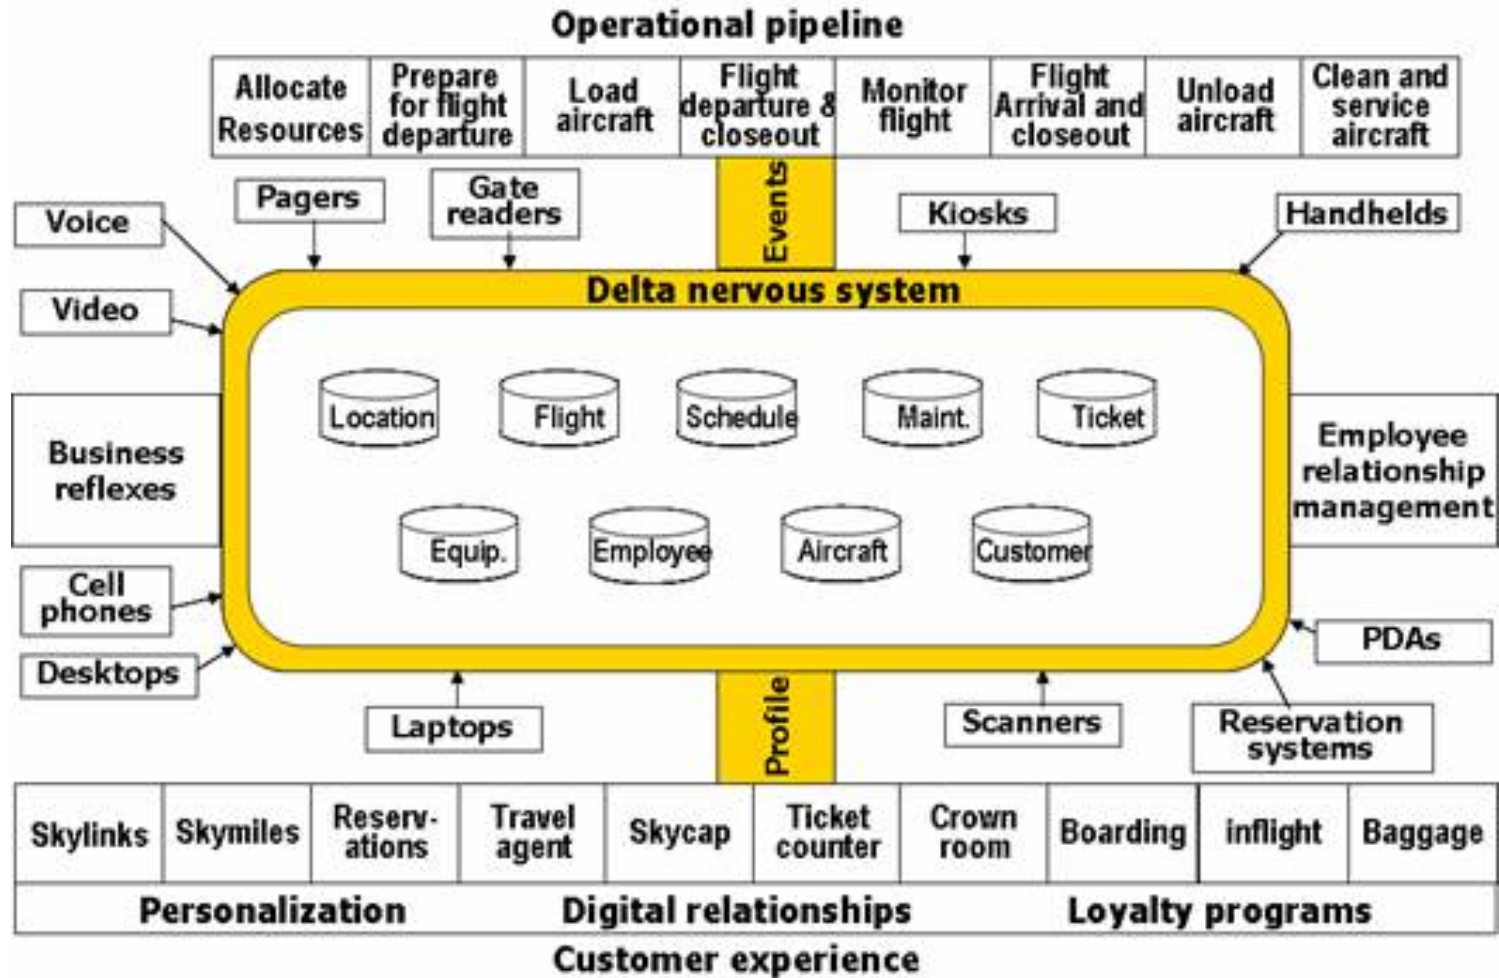 Operational pipeline
Allocate
Resources
Prepare
for flight
departure
Load
aircraft
Flight
departure &
closeout
Monitor
flight
Flight
Arrival and
closeout
Unload
aircraft
Clean and
service
aircraft
Events
Voice
Pagers
Gate
readers
Kiosks
Handhelds
Video
Delta nervous system
Location
Flight
Schedule
Maint.
Ticket
Business
reflexes
Employee
relationship
management
Equip.
Employee
Aircraft
Customer
Cell
phones
Desktops
Laptops
Profile
Scanners
PDAs
Reservation
systems
Skylinks
Skymiles
Reserv-
ations
Travel
agent
Skycap
Ticket
counter
Crown
room
Boarding
inflight
Baggage
Personalization
Digital relationships
Loyalty programs
Customer experience